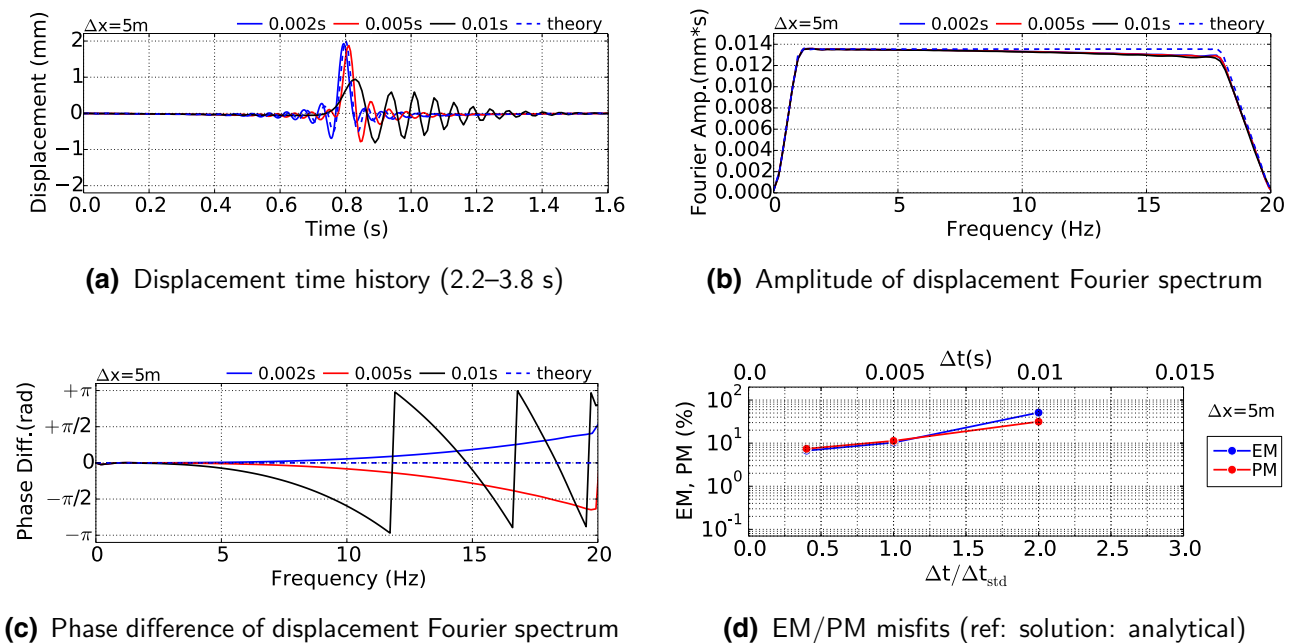 Δx=5m 0.002s 0.005s 0.01s theory
Displacement (mm)
2
1
0
−1
−2
0.0 0.2 0.4 0.6 0.8 1.0 1.2 1.4 1.6
Time (s)
(a) Displacement time history (2.2–3.8 s)
Δx=5m 0.002s 0.005s 0.01s theory
Fourier Amp.(mm*s)
0.014
0.012
0.010
0.008
0.006
0.004
0.002
0.000
0 5 10 15 20
Frequency (Hz)
(b) Amplitude of displacement Fourier spectrum
Δx=5m 0.002s 0.005s 0.01s theory
Phase Diff.(rad)
+π
+π/2
0
−π/2
−π
0 5 10 15 20
Frequency (Hz)
(c) Phase difference of displacement Fourier spectrum
Δt(s)
0.0 0.005 0.01 0.015
EM, PM (%)
10²
10¹
10⁰
10⁻¹
0.0 0.5 1.0 1.5 2.0 2.5 3.0
Δt/Δt_std
Δx=5m
EM
PM
(d) EM/PM misfits (ref: solution: analytical)